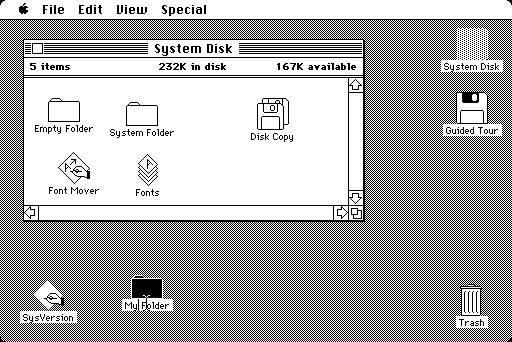 File Edit View Special
System Disk
5 items 232K in disk 167K available
Empty Folder
System Folder
Disk Copy
Font Mover
Fonts
System Disk
Guided Tour
SysVersion
My Folder
Trash